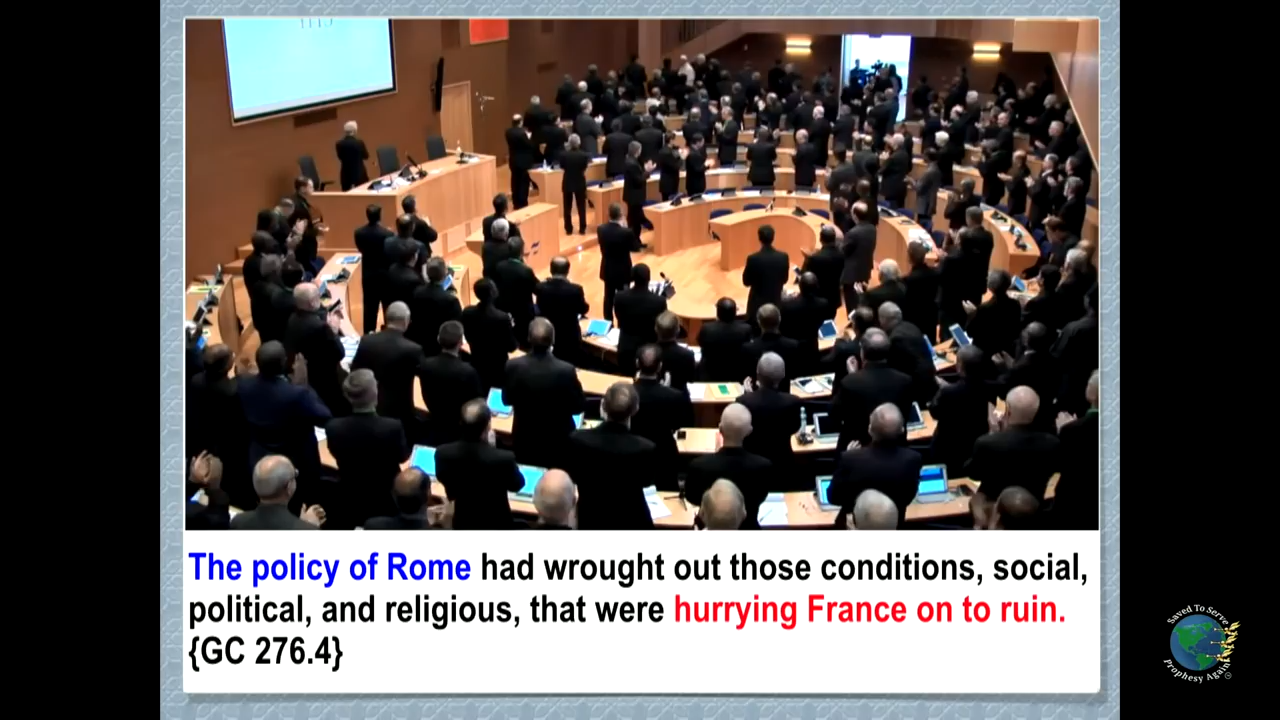 The policy of Rome had wrought out those conditions, social,
political, and religious, that were hurrying France on to ruin.
{GC 276.4}
Saved To Serve
Prophesy Again